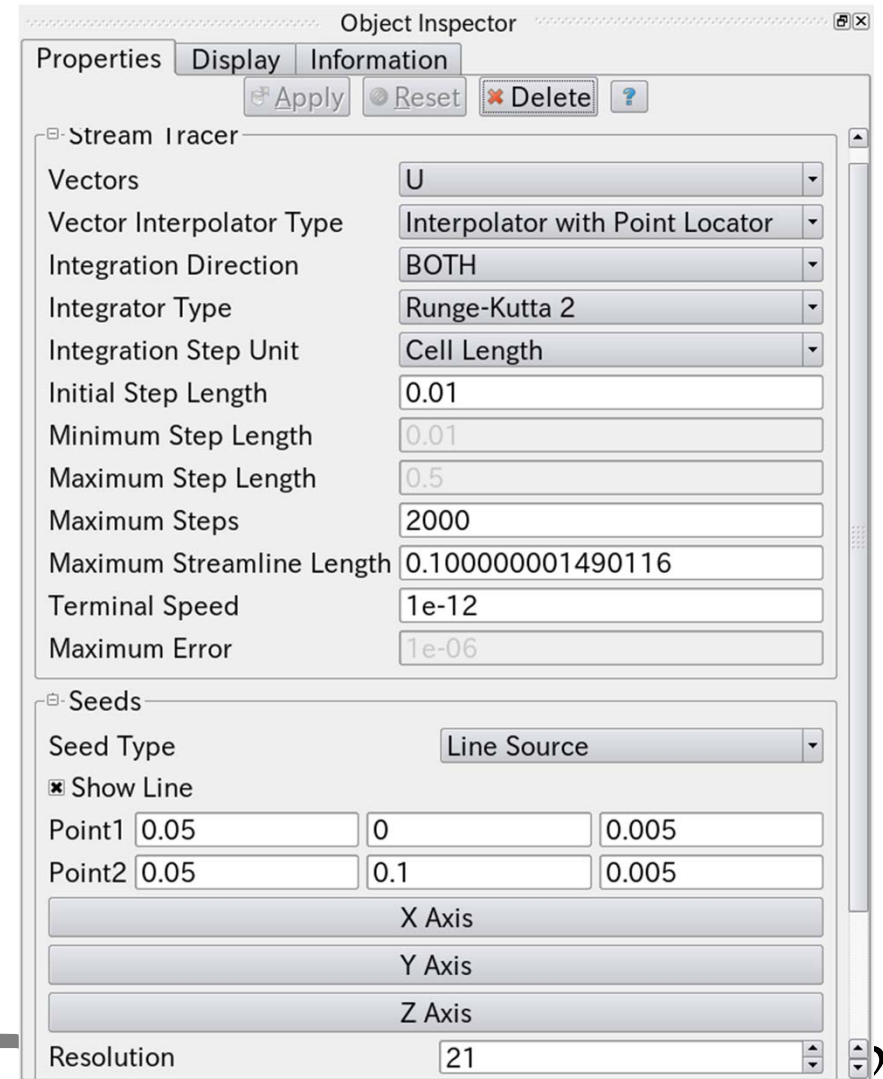 Object Inspector
Properties Display Information
Apply Reset Delete ?
Stream Tracer
Vectors U
Vector Interpolator Type Interpolator with Point Locator
Integration Direction BOTH
Integrator Type Runge-Kutta 2
Integration Step Unit Cell Length
Initial Step Length 0.01
Minimum Step Length 0.01
Maximum Step Length 0.5
Maximum Steps 2000
Maximum Streamline Length 0.100000001490116
Terminal Speed 1e-12
Maximum Error 1e-06
Seeds
Seed Type Line Source
Show Line
Point1 0.05 0 0.005
Point2 0.05 0.1 0.005
X Axis
Y Axis
Z Axis
Resolution 21